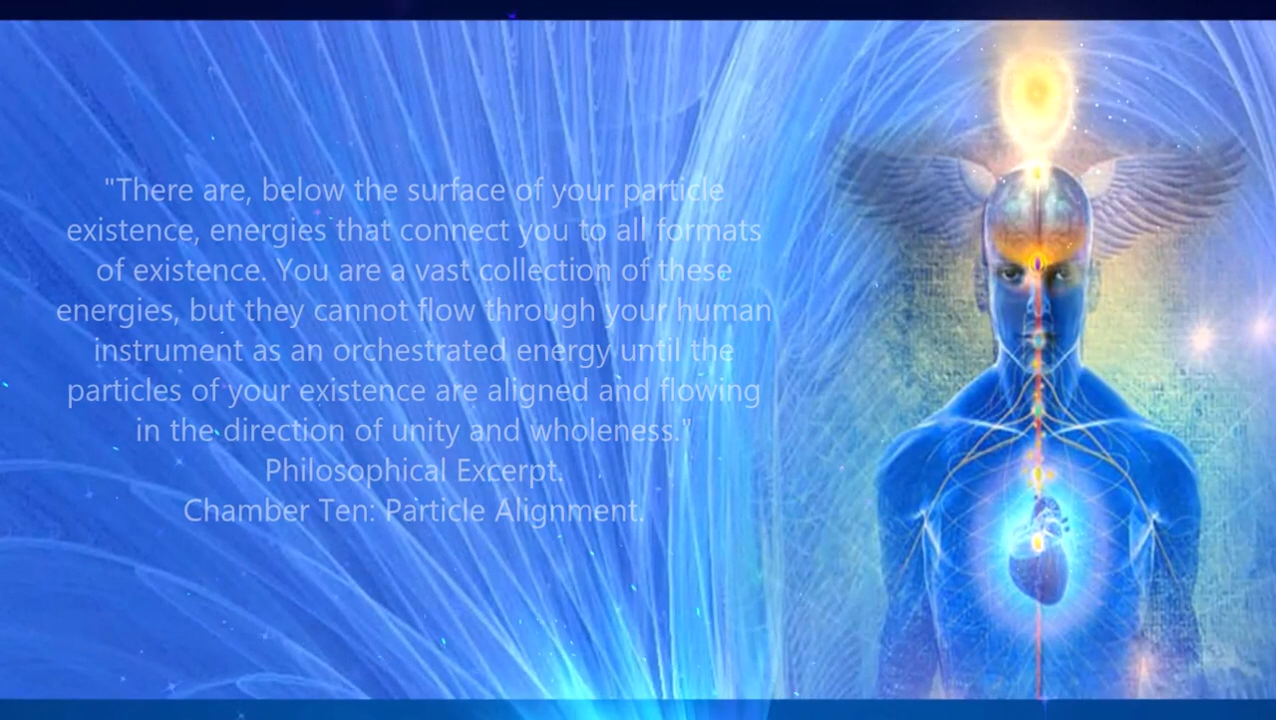 "There are, below the surface of your particle
existence, energies that connect you to all formats
of existence. You are a vast collection of these
energies, but they cannot flow through your human
instrument as an orchestrated energy until the
particles of your existence are aligned and flowing
in the direction of unity and wholeness."
Philosophical Excerpt.
Chamber Ten: Particle Alignment.